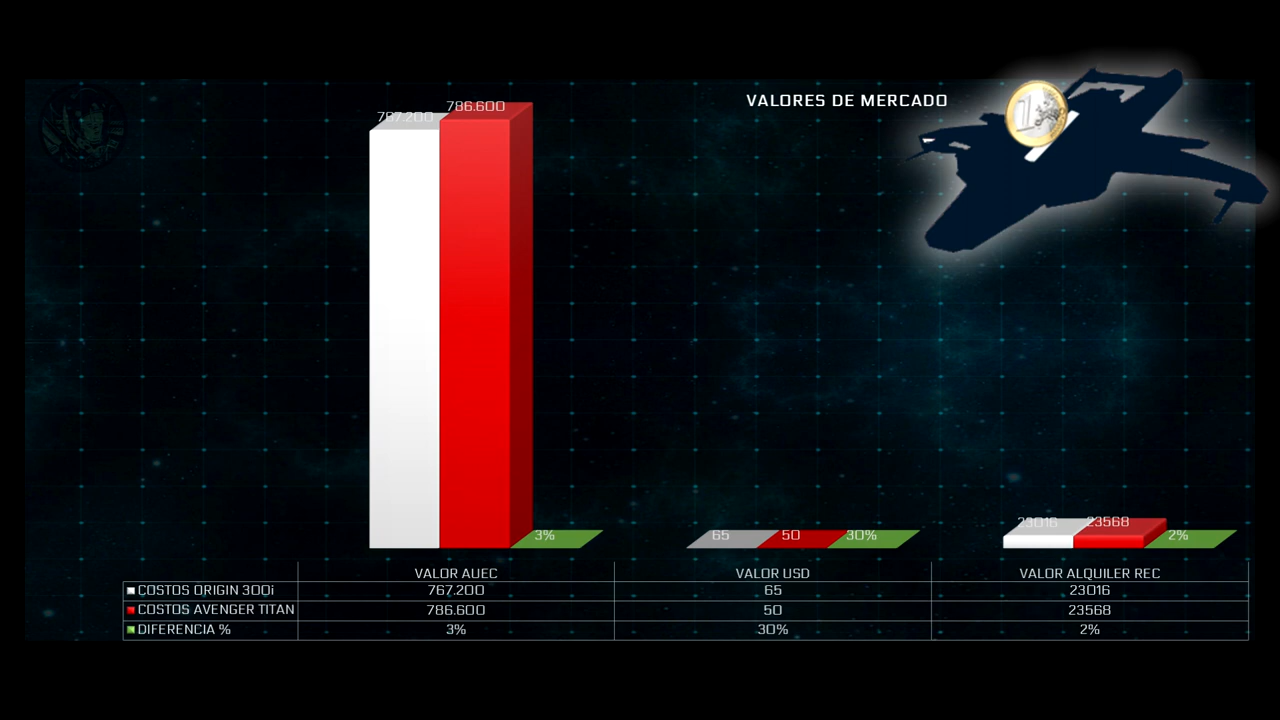 VALORES DE MERCADO
1
767.200
786.600
3%
65
50
30%
23016
23568
2%
VALOR AUEC VALOR USD VALOR ALQUILER REC
COSTOS ORIGIN 300i 767.200 65 23016
COSTOS AVENGER TITAN 786.600 50 23568
DIFERENCIA % 3% 30% 2%